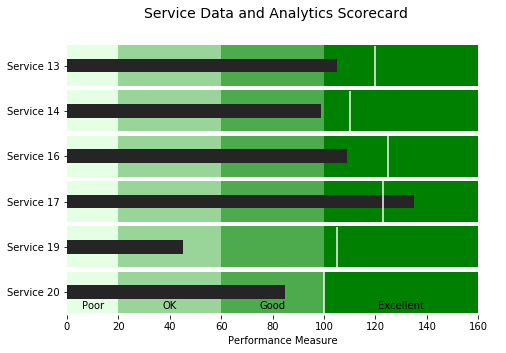 Service Data and Analytics Scorecard
Service 13
Service 14
Service 16
Service 17
Service 19
Service 20
Poor OK Good Excellent
0 20 40 60 80 100 120 140 160
Performance Measure